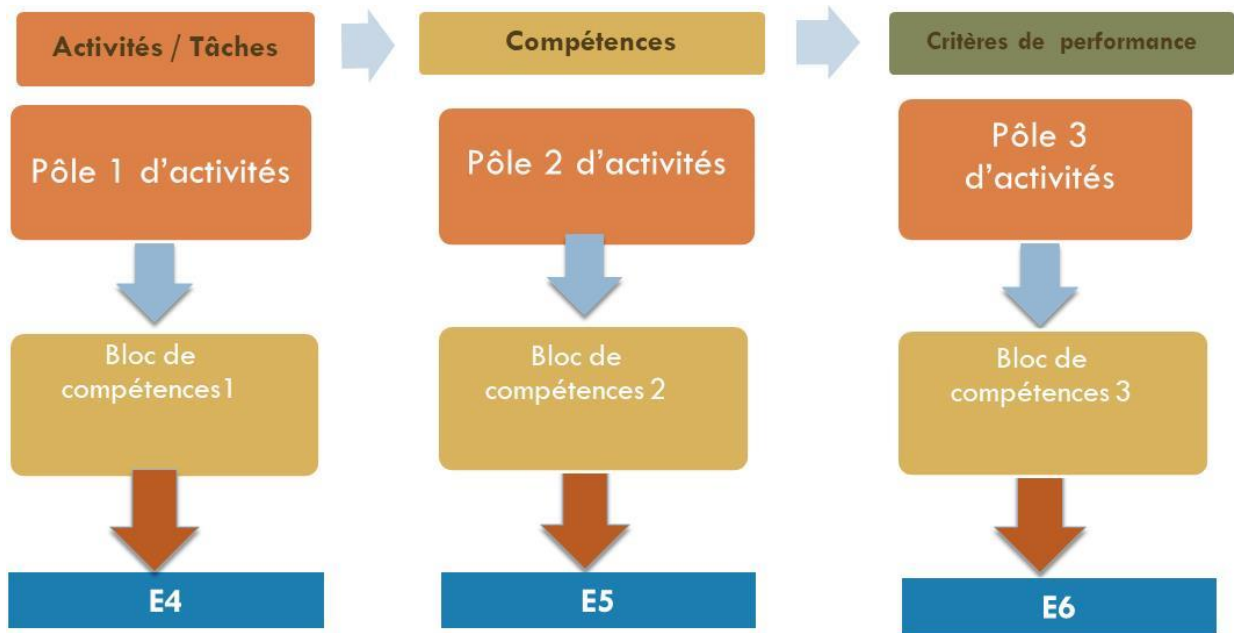 Activités / Tâches
Compétences
Critères de performance
Pôle 1 d'activités
Pôle 2 d'activités
Pôle 3
d'activités
Bloc de
compétences1
Bloc de
compétences 2
Bloc de
compétences 3
E4
E5
E6